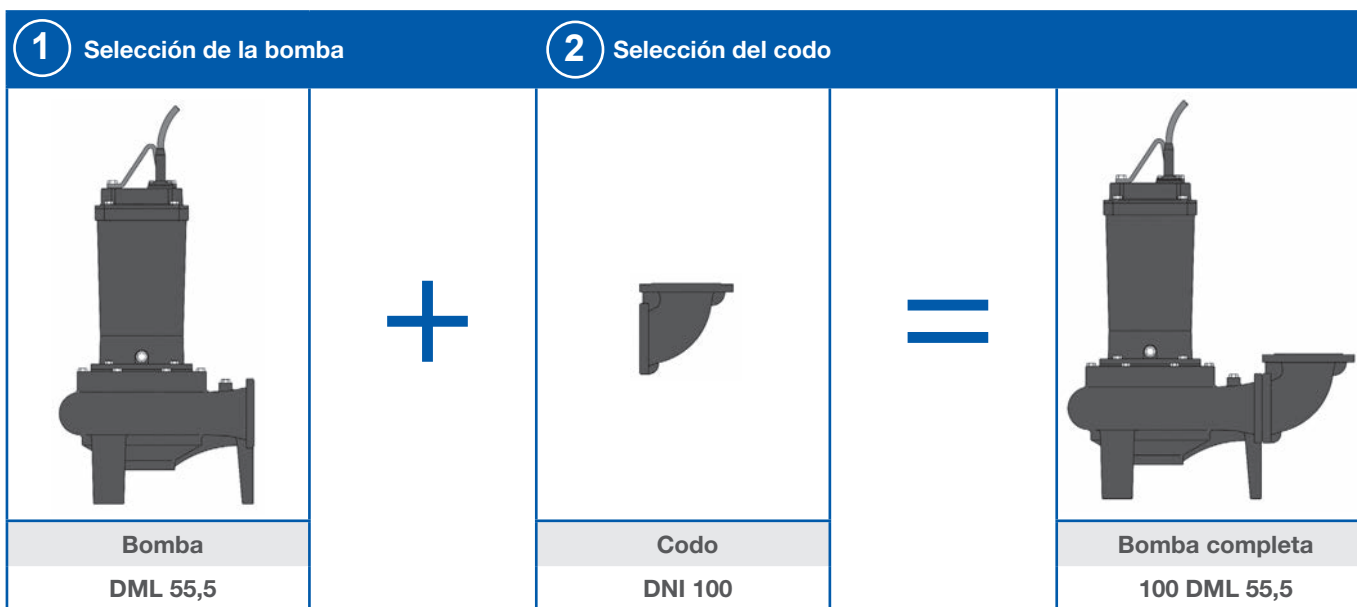 1 Selección de la bomba
2 Selección del codo
+
=
Bomba
Codo
Bomba completa
DML 55,5
DNI 100
100 DML 55,5